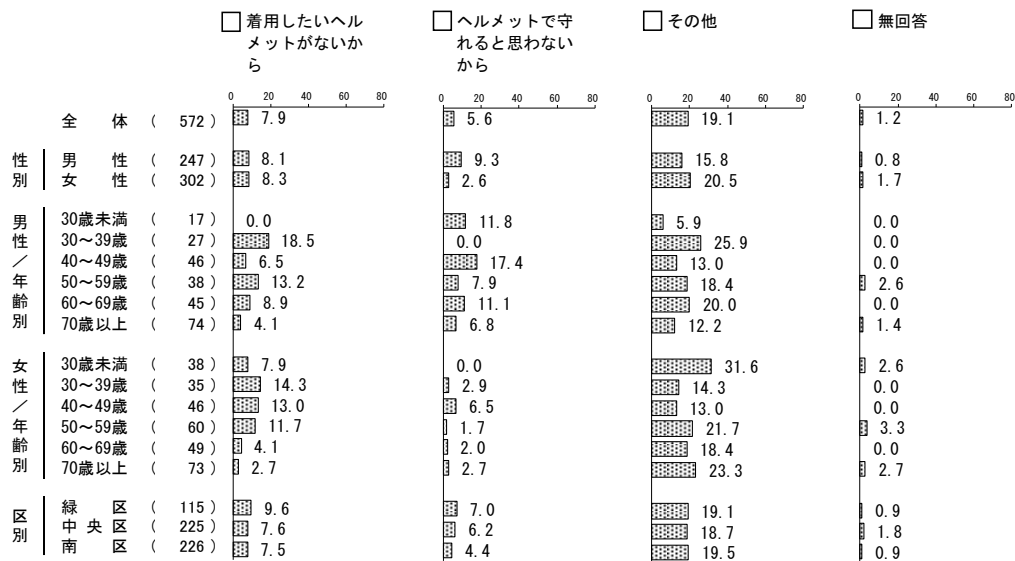 着用したいヘルメットがないから
ヘルメットで守れると思わないから
その他
無回答
0 20 40 60 80 0 20 40 60 80 0 20 40 60 80 0 20 40 60 80
全体 ( 572 ) 7.9 5.6 19.1 1.2
性別
男性 ( 247 ) 8.1 9.3 15.8 0.8
女性 ( 302 ) 8.3 2.6 20.5 1.7
男性/年齢別
30歳未満 ( 17 ) 0.0 11.8 5.9 0.0
30~39歳 ( 27 ) 18.5 0.0 25.9 0.0
40~49歳 ( 46 ) 6.5 17.4 13.0 0.0
50~59歳 ( 38 ) 13.2 7.9 18.4 2.6
60~69歳 ( 45 ) 8.9 11.1 20.0 0.0
70歳以上 ( 74 ) 4.1 6.8 12.2 1.4
女性/年齢別
30歳未満 ( 38 ) 7.9 0.0 31.6 2.6
30~39歳 ( 35 ) 14.3 2.9 14.3 0.0
40~49歳 ( 46 ) 13.0 6.5 13.0 0.0
50~59歳 ( 60 ) 11.7 1.7 21.7 3.3
60~69歳 ( 49 ) 4.1 2.0 18.4 0.0
70歳以上 ( 73 ) 2.7 2.7 23.3 2.7
区別
緑区 ( 115 ) 9.6 7.0 19.1 0.9
中央区 ( 225 ) 7.6 6.2 18.7 1.8
南区 ( 226 ) 7.5 4.4 19.5 0.9